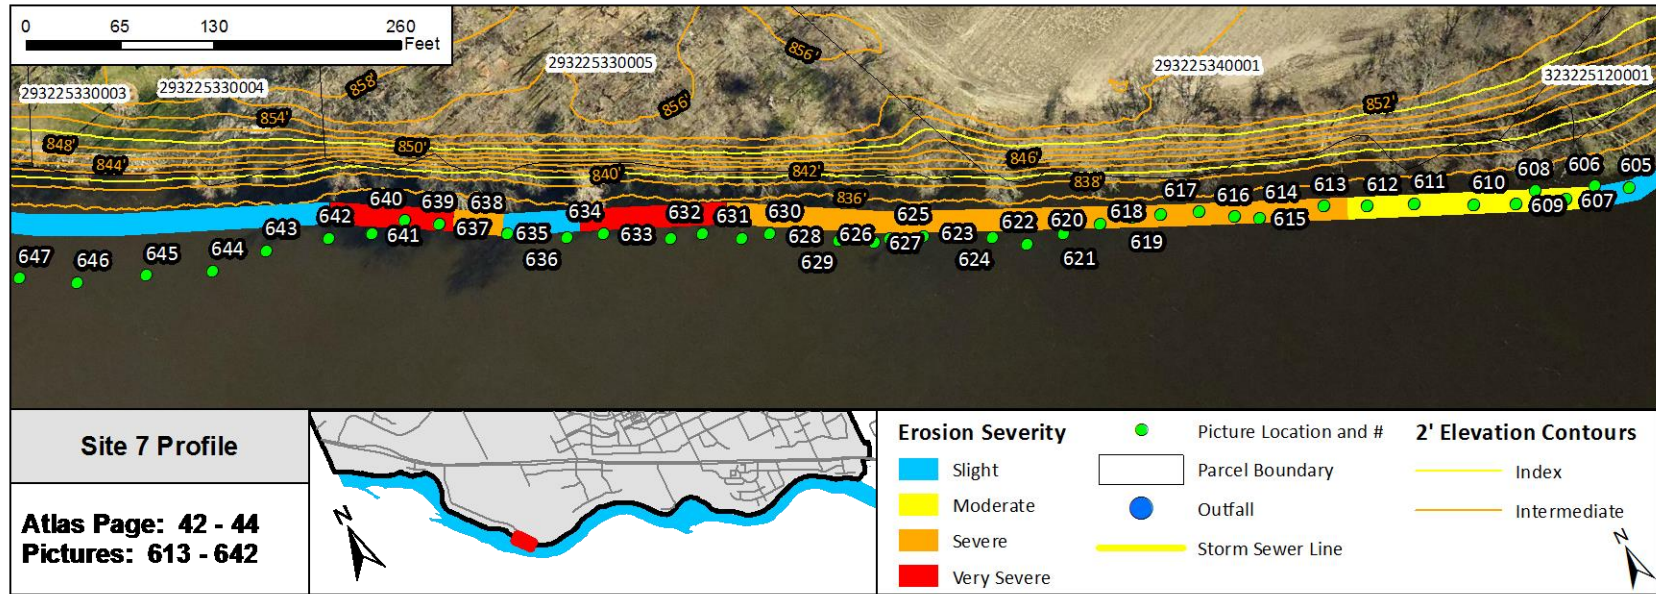 0 65 130 260
Feet
293225330003
293225330004
293225330005
293225340001
323225120001
858'
856'
856'
854'
852'
850'
848'
846'
844'
842'
840'
838'
836'
647 646 645 644 643 642 641 640 639 638 637 636 635 634 633 632 631 630 629 628 627 626 625 624 623 622 621 620 619 618 617 616 615 614 613 612 611 610 609 608 607 606 605
Site 7 Profile
Atlas Page: 42 - 44
Pictures: 613 - 642
N
Erosion Severity
Slight
Moderate
Severe
Very Severe
Picture Location and #
Parcel Boundary
Outfall
Storm Sewer Line
2' Elevation Contours
Index
Intermediate
N